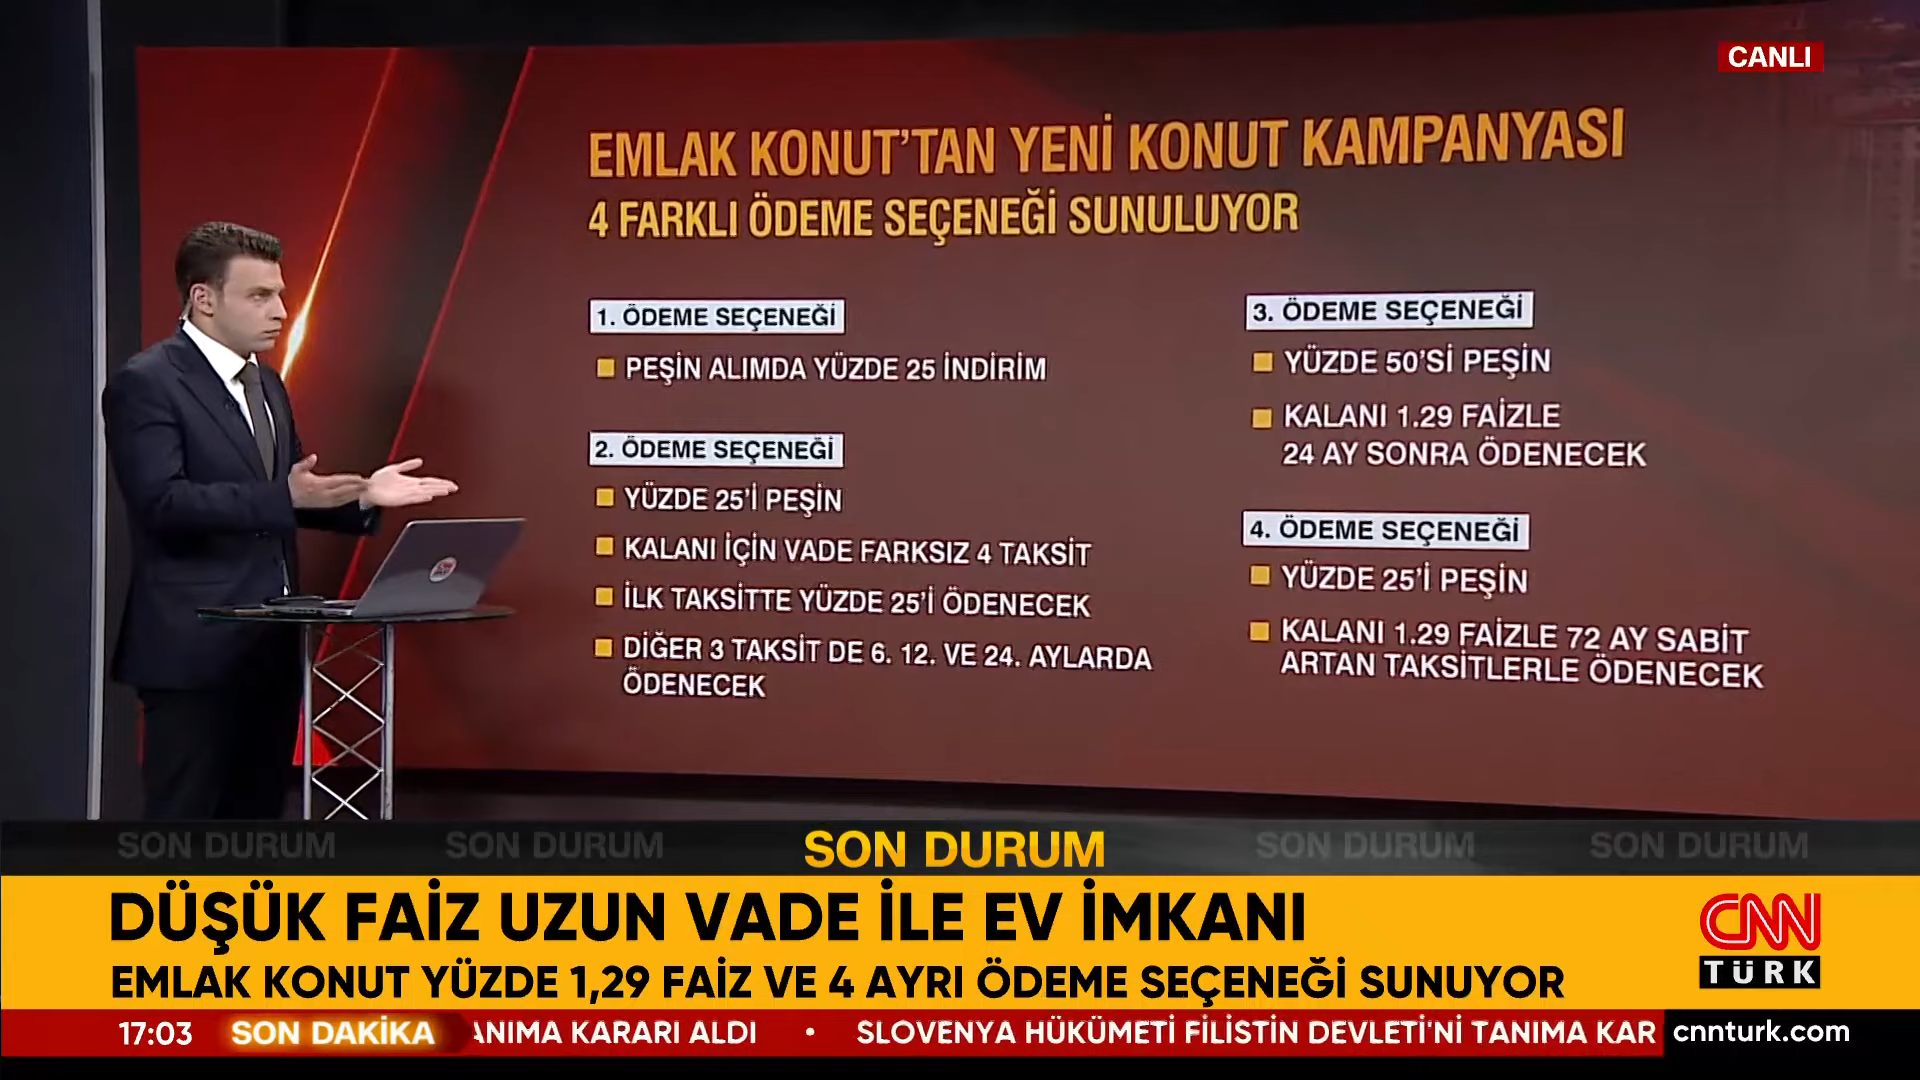 CANLI
EMLAK KONUT'TAN YENİ KONUT KAMPANYASI
4 FARKLI ÖDEME SEÇENEĞİ SUNULUYOR
1. ÖDEME SEÇENEĞİ
PEŞİN ALIMDA YÜZDE 25 İNDİRİM
2. ÖDEME SEÇENEĞİ
YÜZDE 25'İ PEŞİN
KALANI İÇİN VADE FARKSIZ 4 TAKSİT
İLK TAKSİTTE YÜZDE 25'İ ÖDENECEK
DİĞER 3 TAKSİT DE 6. 12. VE 24. AYLARDA
ÖDENECEK
3. ÖDEME SEÇENEĞİ
YÜZDE 50'Sİ PEŞİN
KALANI 1.29 FAİZLE
24 AY SONRA ÖDENECEK
4. ÖDEME SEÇENEĞİ
YÜZDE 25'İ PEŞİN
KALANI 1.29 FAİZLE 72 AY SABİT
ARTAN TAKSİTLERLE ÖDENECEK
SON DURUM SON DURUM SON DURUM SON DURUM SON DURUM
DÜŞÜK FAİZ UZUN VADE İLE EV İMKANI
EMLAK KONUT YÜZDE 1,29 FAİZ VE 4 AYRI ÖDEME SEÇENEĞİ SUNUYOR
CNN
TÜRK
17:03 SON DAKİKA ANIMA KARARI ALDI • SLOVENYA HÜKÜMETİ FİLİSTİN DEVLETİ'Nİ TANIMA KAR cnnturk.com